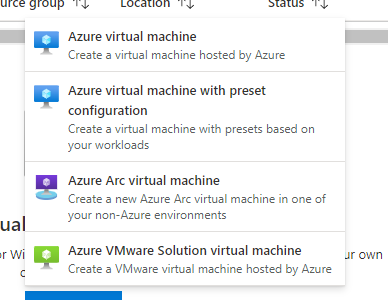 urce group ↑↓ Location ↑↓ Status ↑↓
Azure virtual machine
Create a virtual machine hosted by Azure
Azure virtual machine with preset
configuration
Create a virtual machine with presets based on
your workloads
Azure Arc virtual machine
Create a new Azure Arc virtual machine in one of
your non-Azure environments
ual
Azure VMware Solution virtual machine
or Wi
our own
Create a VMware virtual machine hosted by Azure